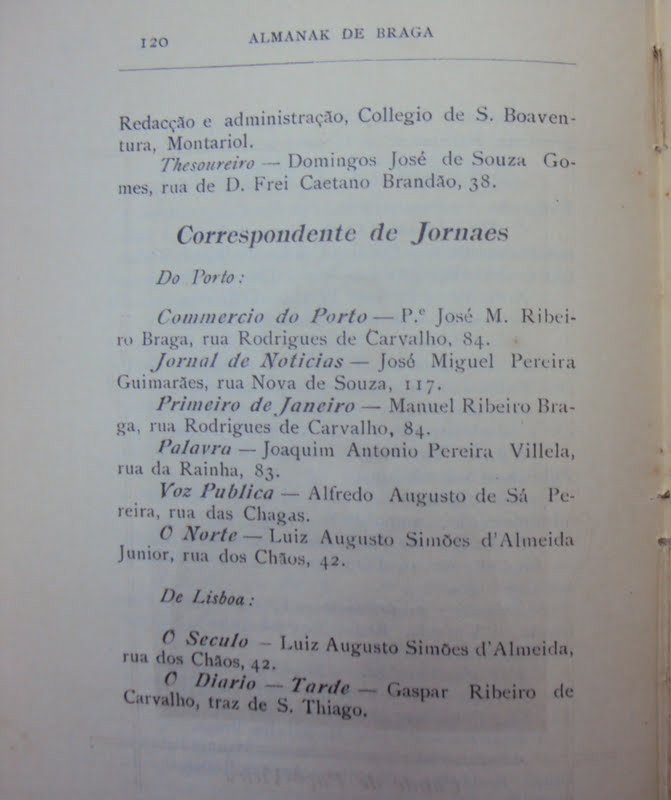 120
ALMANAK DE BRAGA
Redacção e administração, Collegio de S. Boaven-
tura, Montariol.
Thesoureiro — Domingos José de Souza Go-
mes, rua de D. Frei Caetano Brandão, 38.
Correspondente de Jornaes
Do Porto:
Commercio do Porto — P.e José M. Ribei-
ro Braga, rua Rodrigues de Carvalho, 84.
Jornal de Noticias — José Miguel Pereira
Guimarães, rua Nova de Souza, 117.
Primeiro de Janeiro — Manuel Ribeiro Bra-
ga, rua Rodrigues de Carvalho, 84.
Palavra — Joaquim Antonio Pereira Villela,
rua da Rainha, 83.
Voz Publica — Alfredo Augusto de Sá Pe-
reira, rua das Chagas.
O Norte — Luiz Augusto Simões d'Almeida
Junior, rua dos Chãos, 42.
De Lisboa:
O Seculo — Luiz Augusto Simões d'Almeida,
rua dos Chãos, 42.
O Diario — Tarde — Gaspar Ribeiro de
Carvalho, traz de S. Thiago.